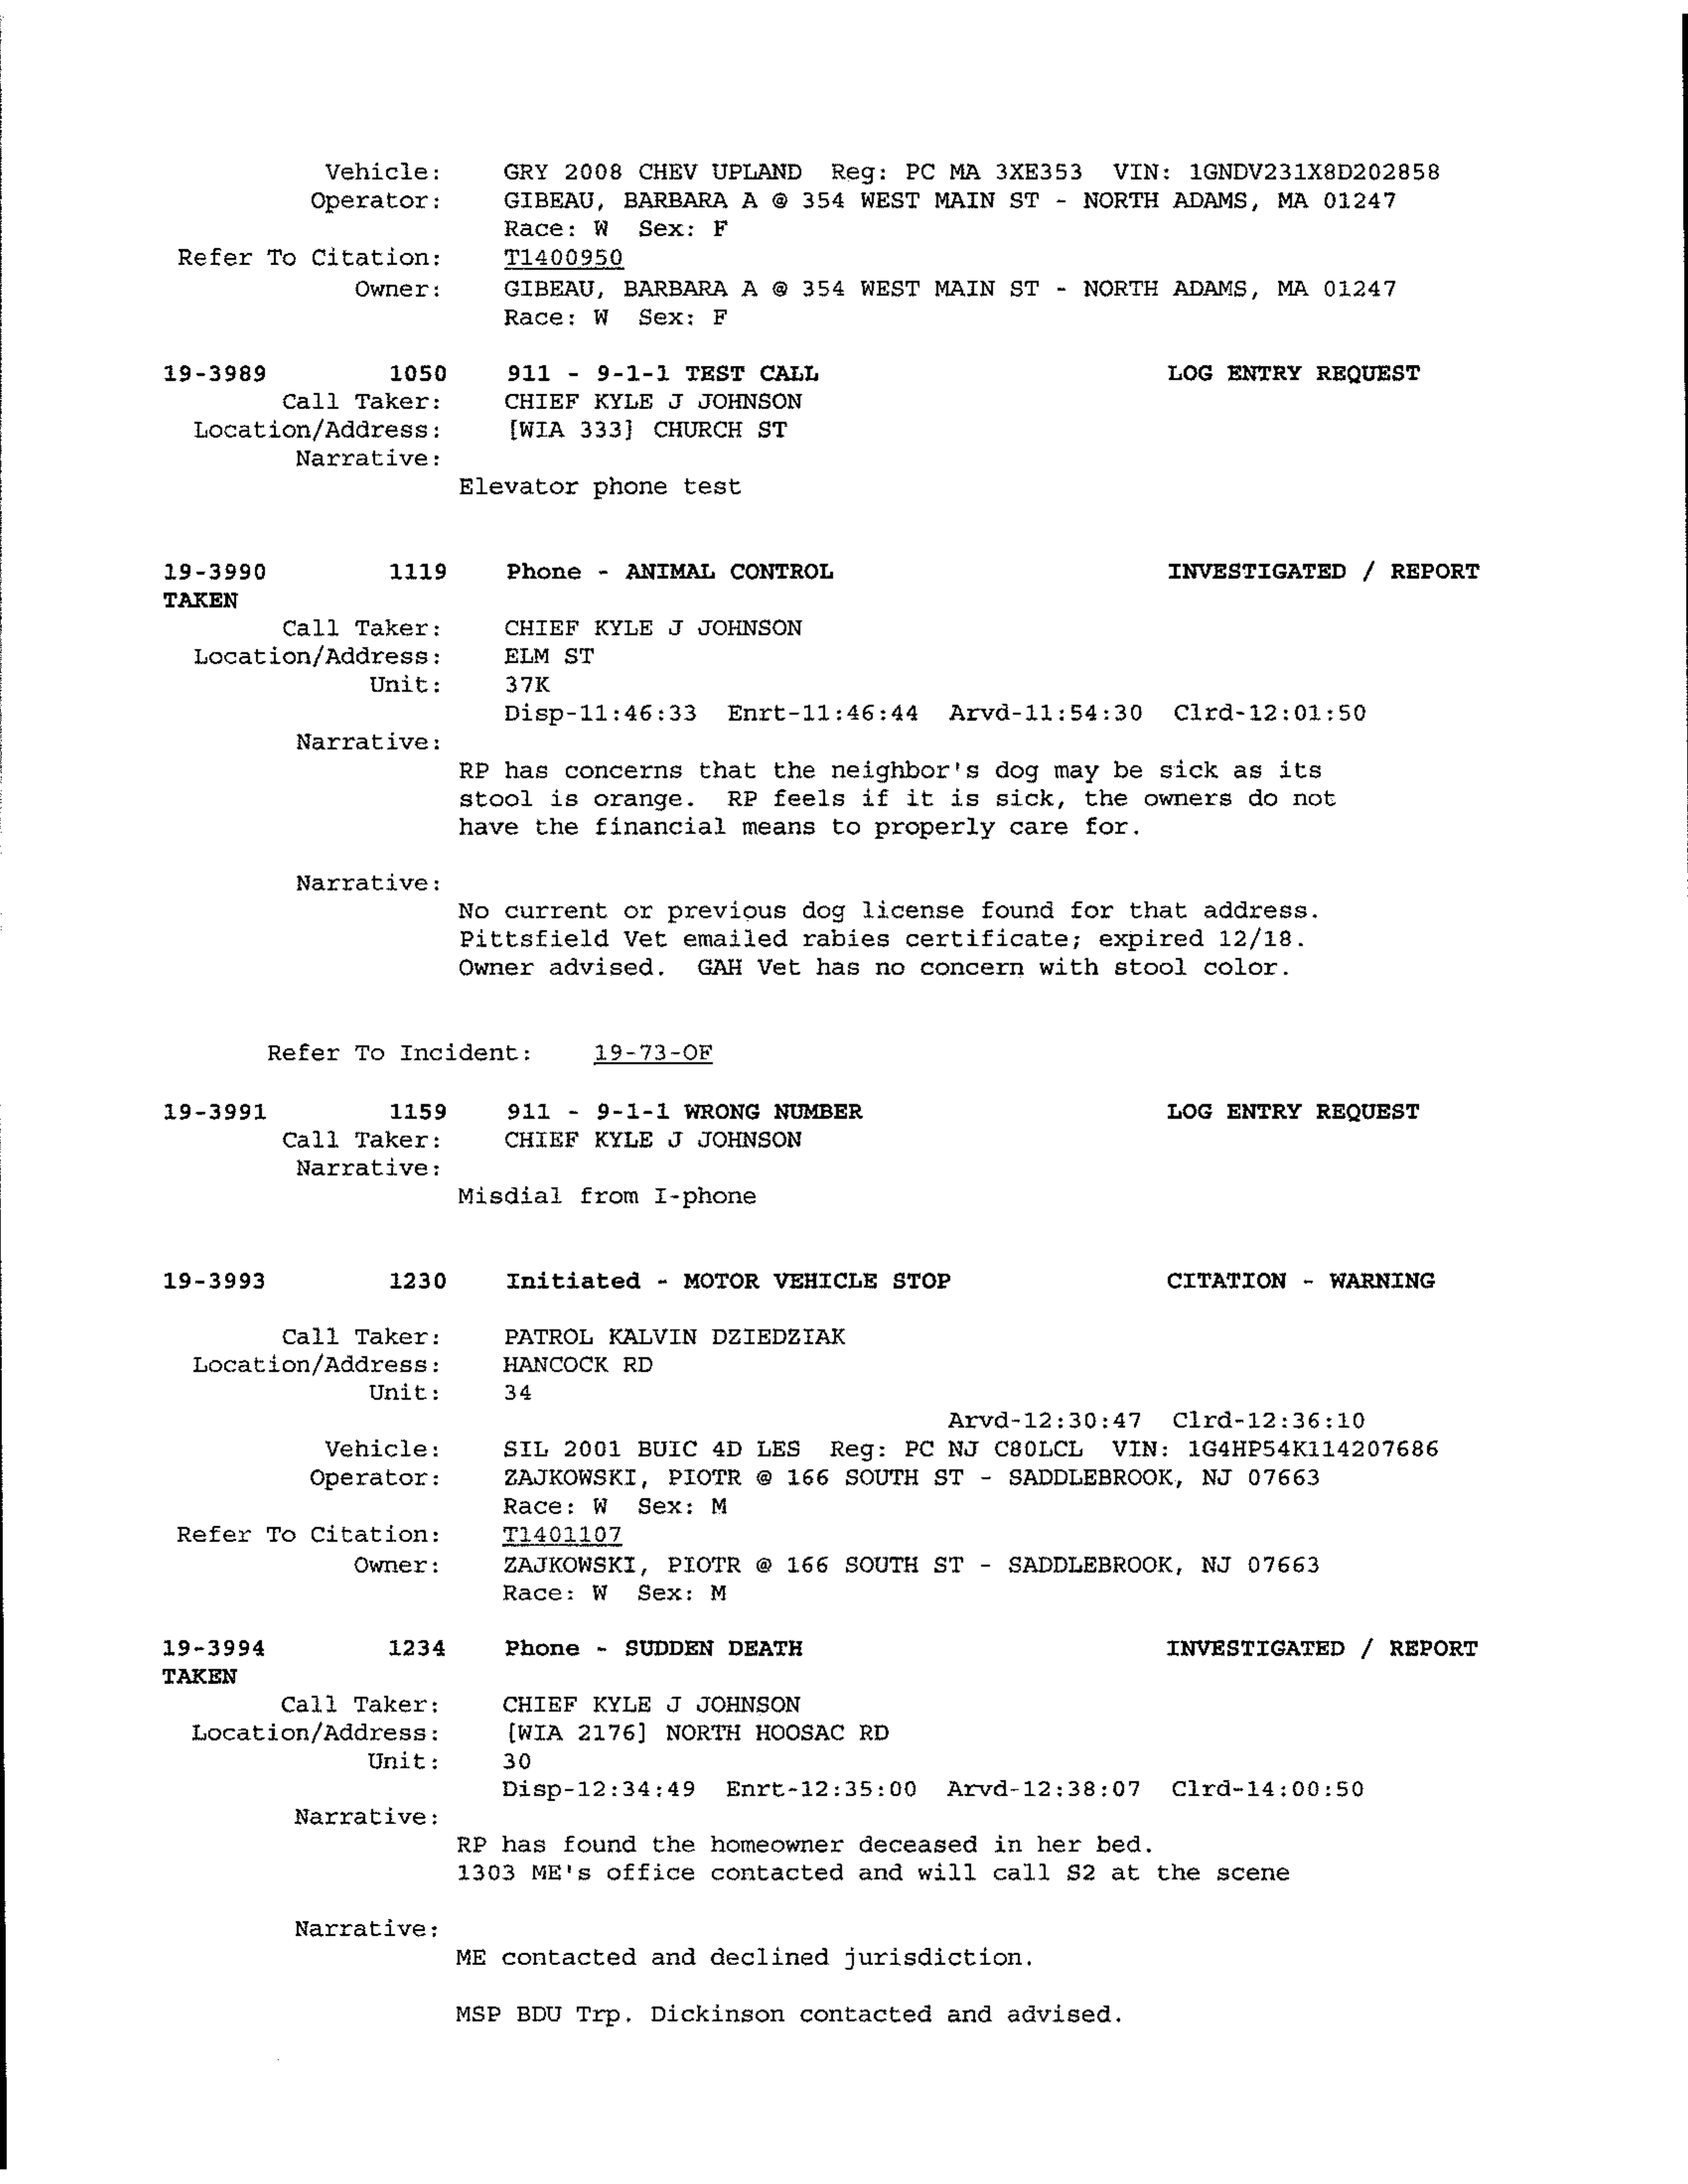 Vehicle: GRY 2008 CHEV UPLAND Reg: PC MA 3XE353 VIN: 1GNDV231X8D202858
Operator: GIBEAU, BARBARA A @ 354 WEST MAIN ST - NORTH ADAMS, MA 01247
Race: W Sex: F
Refer To Citation: T1400950
Owner: GIBEAU, BARBARA A @ 354 WEST MAIN ST - NORTH ADAMS, MA 01247
Race: W Sex: F
19-3989 1050 911 - 9-1-1 TEST CALL LOG ENTRY REQUEST
Call Taker: CHIEF KYLE J JOHNSON
Location/Address: [WIA 333] CHURCH ST
Narrative:
Elevator phone test
19-3990 1119 Phone - ANIMAL CONTROL INVESTIGATED / REPORT
TAKEN
Call Taker: CHIEF KYLE J JOHNSON
Location/Address: ELM ST
Unit: 37K
Disp-11:46:33 Enrt-11:46:44 Arvd-11:54:30 Clrd-12:01:50
Narrative:
RP has concerns that the neighbor's dog may be sick as its
stool is orange. RP feels if it is sick, the owners do not
have the financial means to properly care for.
Narrative:
No current or previous dog license found for that address.
Pittsfield Vet emailed rabies certificate; expired 12/18.
Owner advised. GAH Vet has no concern with stool color.
Refer To Incident: 19-73-OF
19-3991 1159 911 - 9-1-1 WRONG NUMBER LOG ENTRY REQUEST
Call Taker: CHIEF KYLE J JOHNSON
Narrative:
Misdial from I-phone
19-3993 1230 Initiated - MOTOR VEHICLE STOP CITATION - WARNING
Call Taker: PATROL KALVIN DZIEDZIAK
Location/Address: HANCOCK RD
Unit: 34
Arvd-12:30:47 Clrd-12:36:10
Vehicle: SIL 2001 BUIC 4D LES Reg: PC NJ C80LCL VIN: 1G4HP54K114207686
Operator: ZAJKOWSKI, PIOTR @ 166 SOUTH ST - SADDLEBROOK, NJ 07663
Race: W Sex: M
Refer To Citation: T1401107
Owner: ZAJKOWSKI, PIOTR @ 166 SOUTH ST - SADDLEBROOK, NJ 07663
Race: W Sex: M
19-3994 1234 Phone - SUDDEN DEATH INVESTIGATED / REPORT
TAKEN
Call Taker: CHIEF KYLE J JOHNSON
Location/Address: [WIA 2176] NORTH HOOSAC RD
Unit: 30
Disp-12:34:49 Enrt-12:35:00 Arvd-12:38:07 Clrd-14:00:50
Narrative:
RP has found the homeowner deceased in her bed.
1303 ME's office contacted and will call S2 at the scene
Narrative:
ME contacted and declined jurisdiction.
MSP BDU Trp. Dickinson contacted and advised.